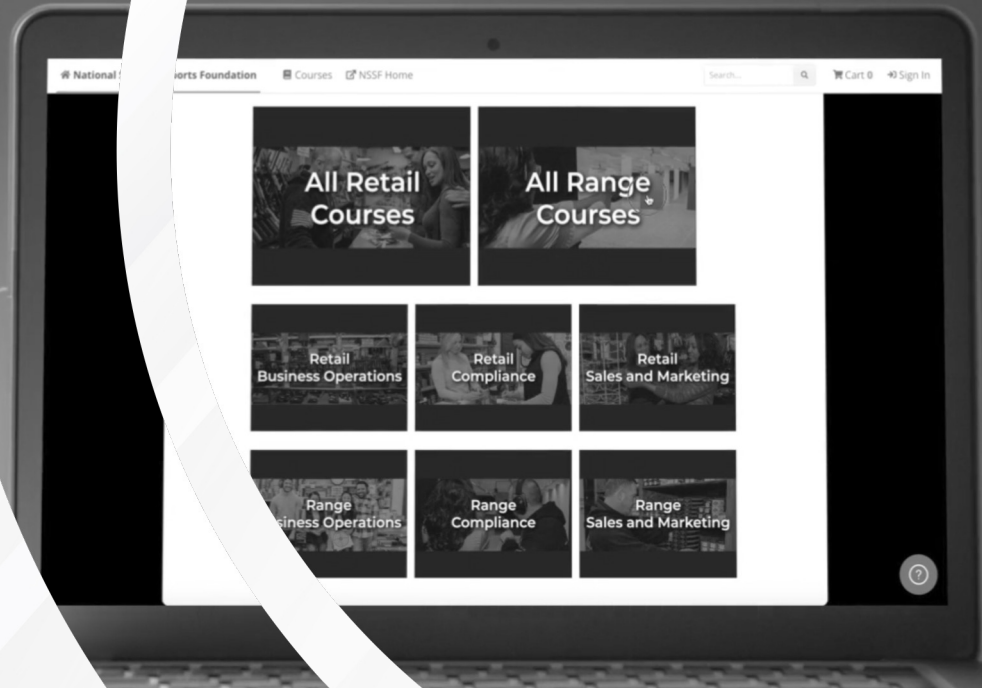 National S
orts Foundation
Courses
NSSF Home
Search...
Cart 0
Sign In
All Retail
Courses
All Range
Courses
Retail
Business Operations
Retail
Compliance
Retail
Sales and Marketing
Range
siness Operations
Range
Compliance
Range
Sales and Marketing
?